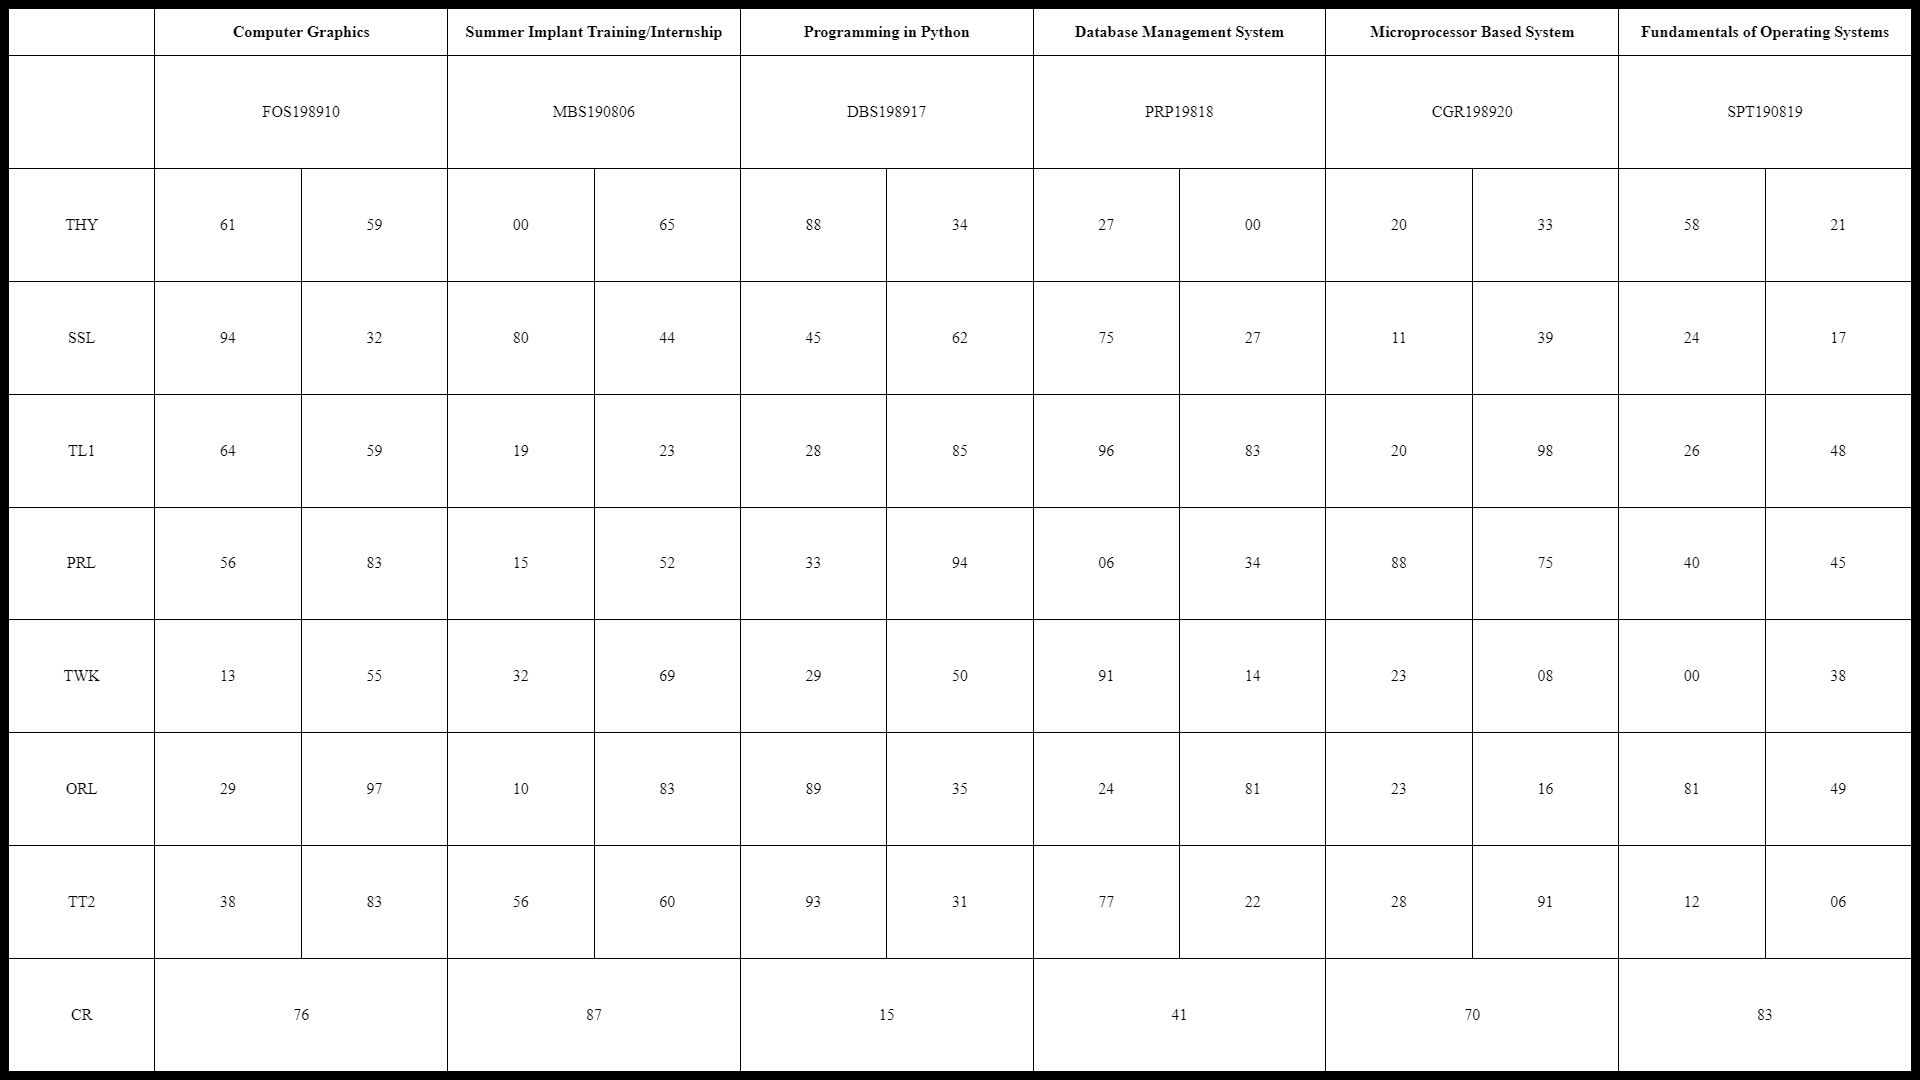 Computer Graphics Summer Implant Training/Internship Programming in Python Database Management System Microprocessor Based System Fundamentals of Operating Systems
FOS198910 MBS190806 DBS198917 PRP19818 CGR198920 SPT190819
THY 61 59 00 65 88 34 27 00 20 33 58 21
SSL 94 32 80 44 45 62 75 27 11 39 24 17
TL1 64 59 19 23 28 85 96 83 20 98 26 48
PRL 56 83 15 52 33 94 06 34 88 75 40 45
TWK 13 55 32 69 29 50 91 14 23 08 00 38
ORL 29 97 10 83 89 35 24 81 23 16 81 49
TT2 38 83 56 60 93 31 77 22 28 91 12 06
CR 76 87 15 41 70 83